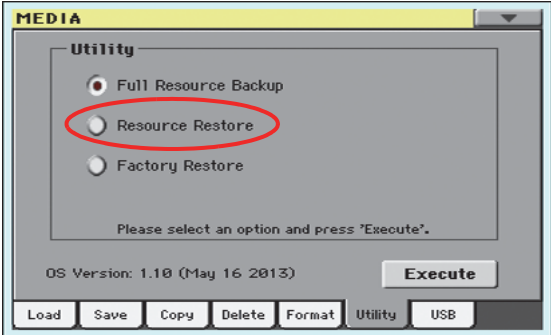 MEDIA
Utility
Full Resource Backup
Resource Restore
Factory Restore
Please select an option and press 'Execute'.
OS Version: 1.10 (May 16 2013)
Execute
Load Save Copy Delete Format Utility USB